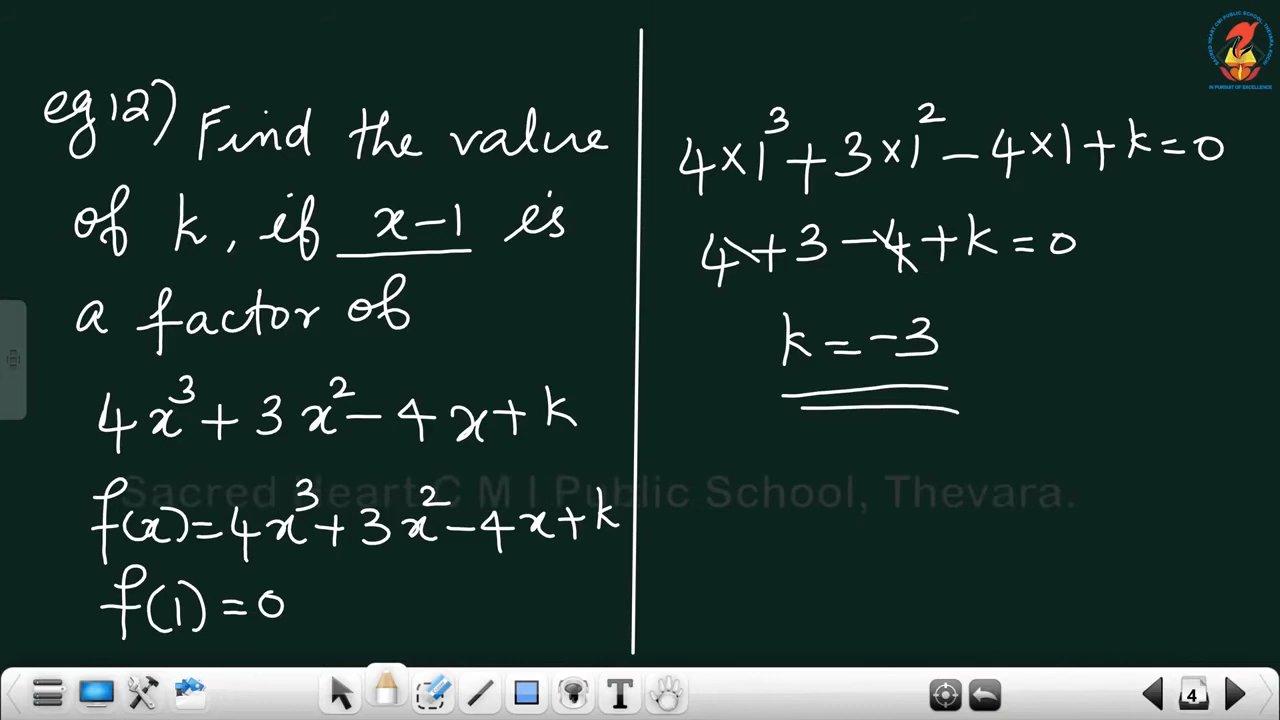 eg 12) Find the value
of k, if x-1 is
a factor of
4x³ + 3x² - 4x + k
f(x) = 4x³ + 3x² - 4x + k
f(1) = 0
4×1³ + 3×1² - 4×1 + k = 0
4 + 3 - 4 + k = 0
k = -3
Sacred Heart C M I Public School, Thevara.
IN PURSUIT OF EXCELLENCE
T
4